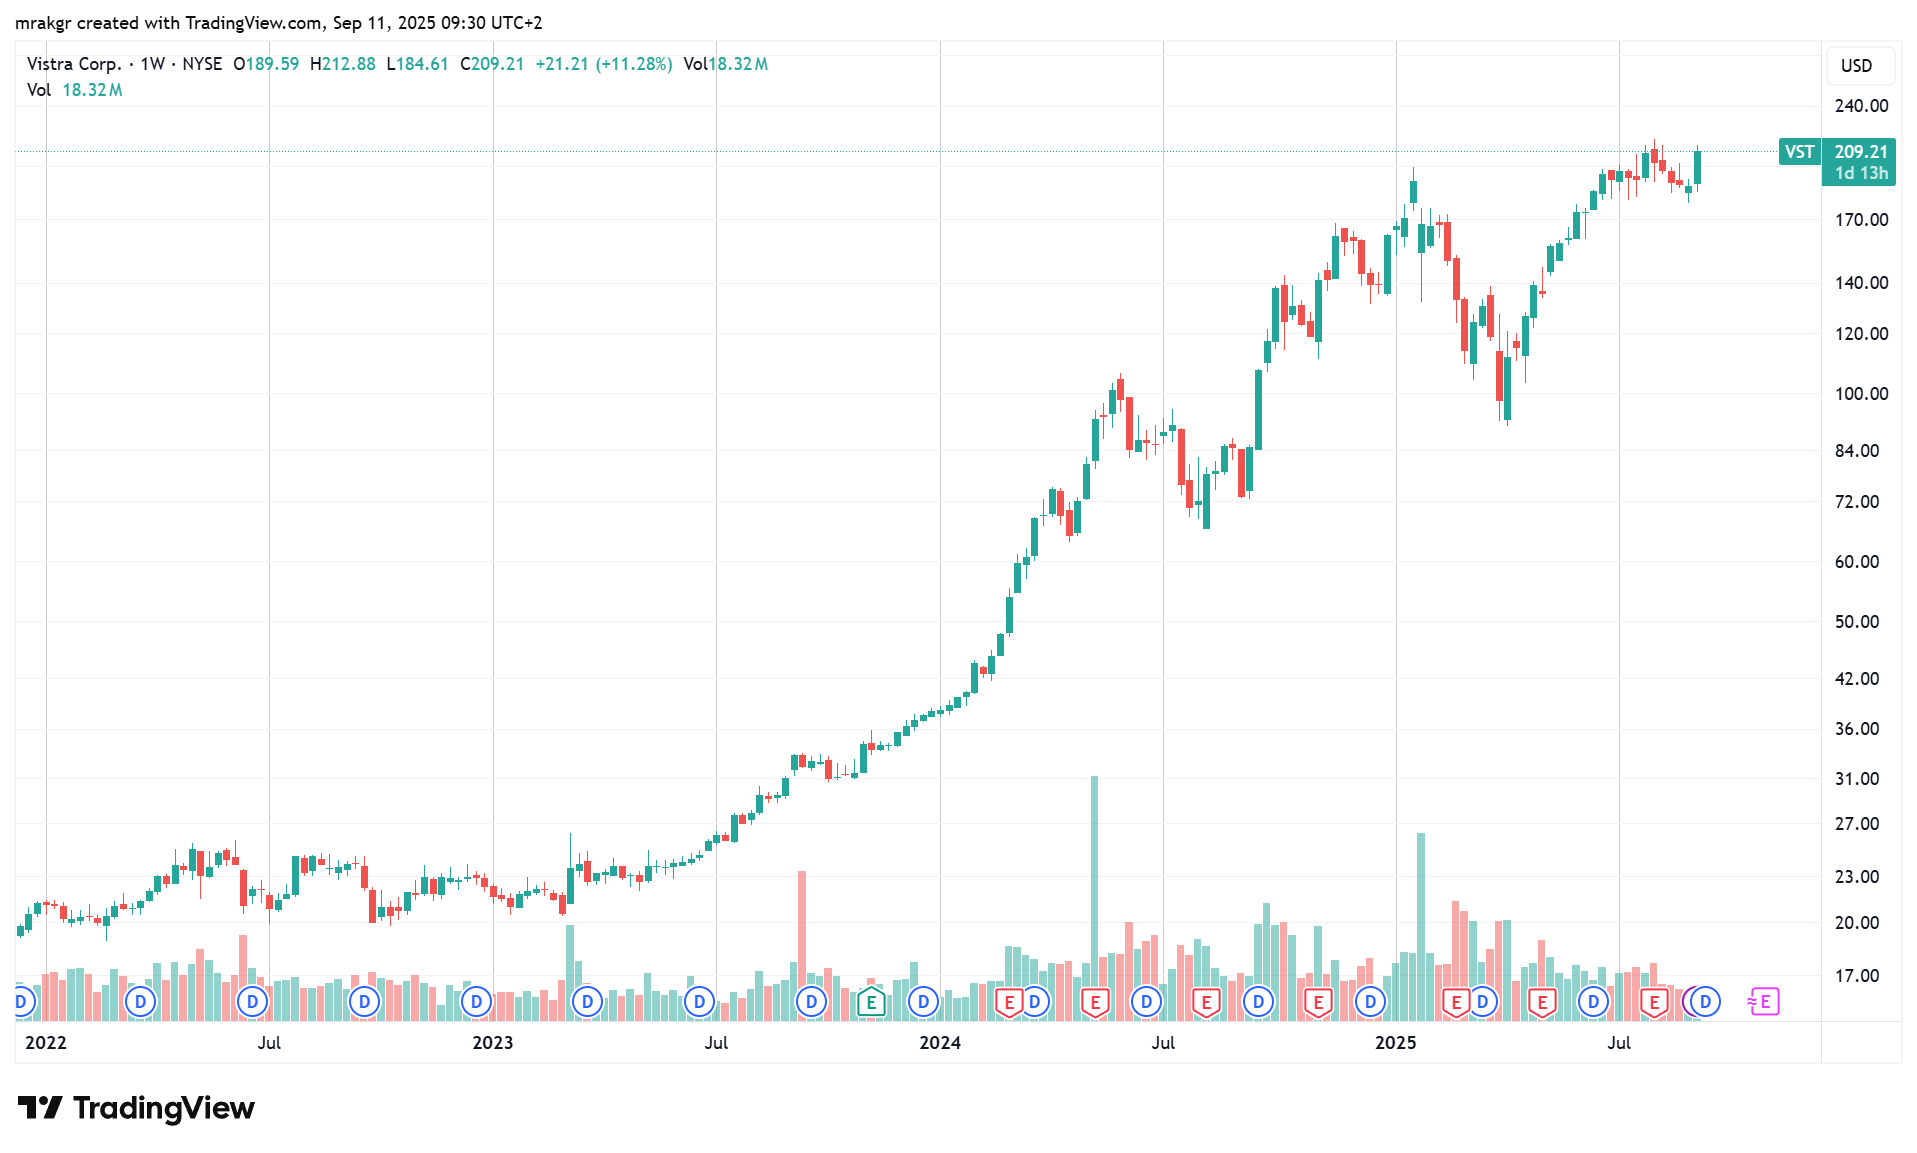 mrakgr created with TradingView.com, Sep 11, 2025 09:30 UTC+2
Vistra Corp. · 1W · NYSE O189.59 H212.88 L184.61 C209.21 +21.21 (+11.28%) Vol18.32M
Vol 18.32M
USD
240.00
VST 209.21
1d 13h
170.00
140.00
120.00
100.00
84.00
72.00
60.00
50.00
42.00
36.00
31.00
27.00
23.00
20.00
17.00
D D D D D D D D E D E D E D E D E D E D E D E D ≈E
2022 Jul 2023 Jul 2024 Jul 2025 Jul
TradingView